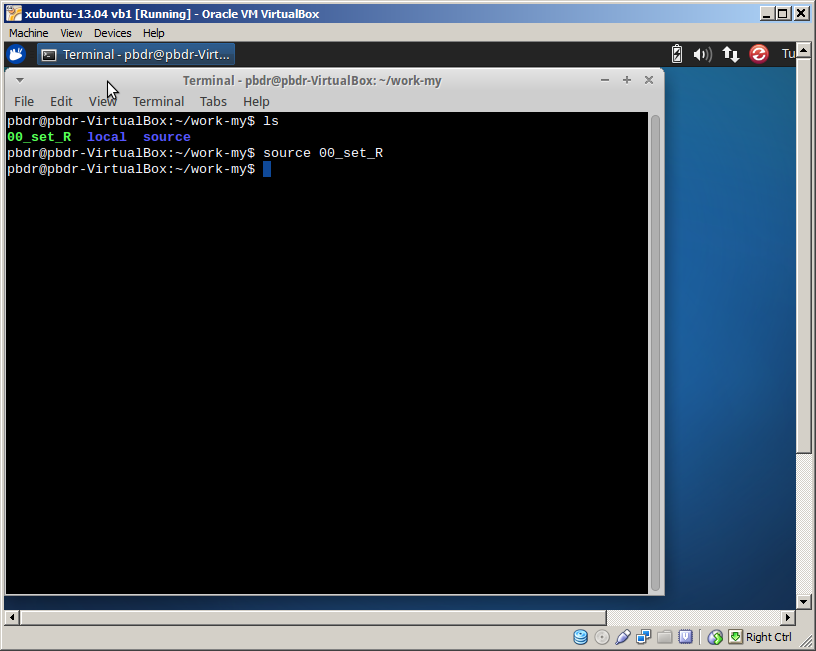 xubuntu-13.04 vb1 [Running] - Oracle VM VirtualBox
Machine View Devices Help
Terminal - pbdr@pbdr-Virt... Tu
Terminal - pbdr@pbdr-VirtualBox: ~/work-my
File Edit View Terminal Tabs Help
pbdr@pbdr-VirtualBox:~/work-my$ ls
00_set_R local source
pbdr@pbdr-VirtualBox:~/work-my$ source 00_set_R
pbdr@pbdr-VirtualBox:~/work-my$
Right Ctrl